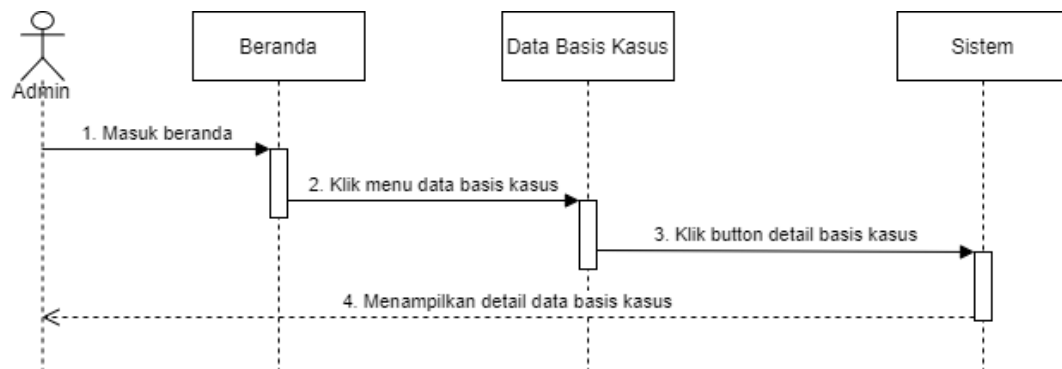 Admin
Beranda
Data Basis Kasus
Sistem
1. Masuk beranda
2. Klik menu data basis kasus
3. Klik button detail basis kasus
4. Menampilkan detail data basis kasus